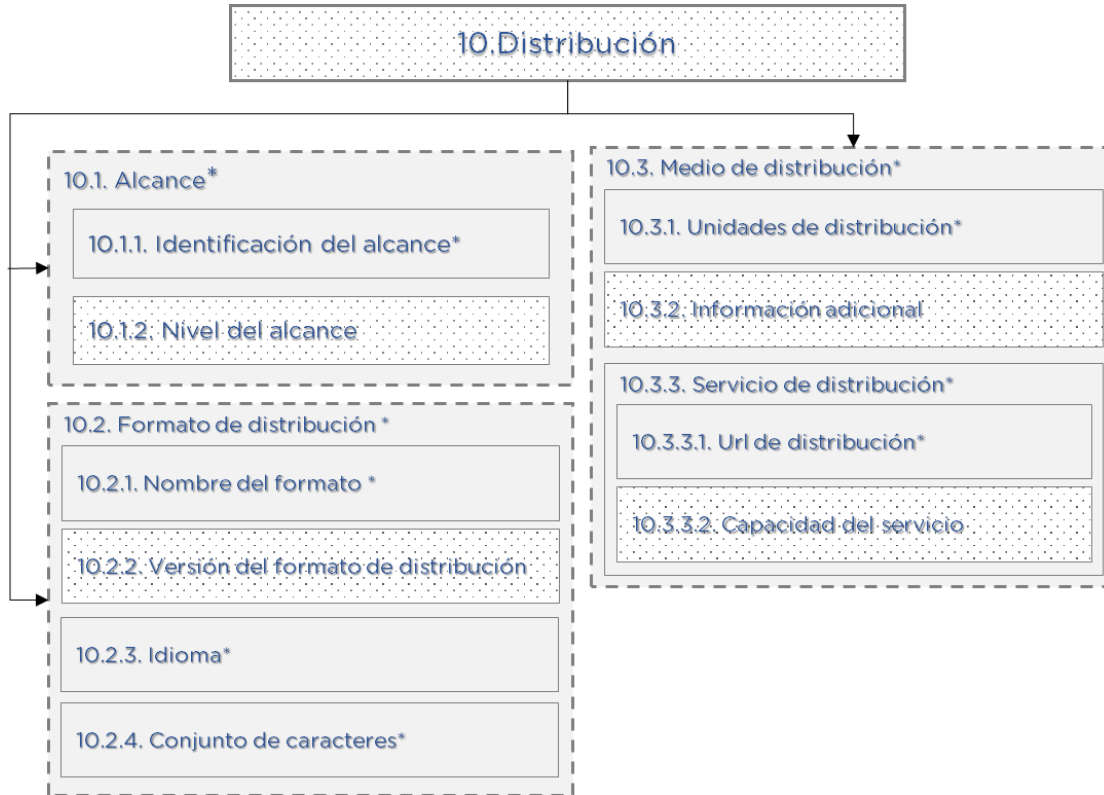 10.Distribución
10.1. Alcance*
10.1.1. Identificación del alcance*
10.1.2. Nivel del alcance
10.2. Formato de distribución *
10.2.1. Nombre del formato *
10.2.2. Versión del formato de distribución
10.2.3. Idioma*
10.2.4. Conjunto de caracteres*
10.3. Medio de distribución*
10.3.1. Unidades de distribución*
10.3.2. Información adicional
10.3.3. Servicio de distribución*
10.3.3.1. Url de distribución*
10.3.3.2. Capacidad del servicio